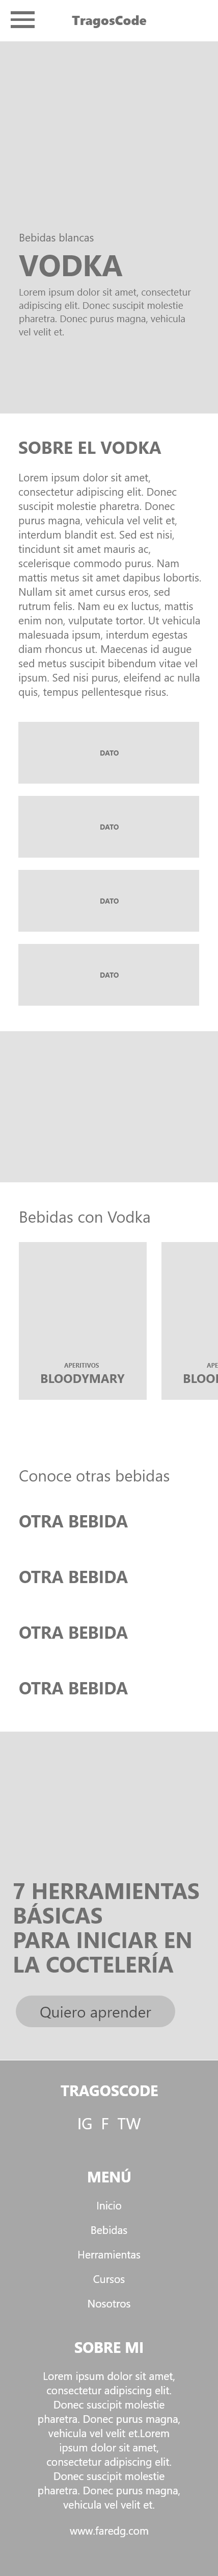 TragosCode
Bebidas blancas
VODKA
Lorem ipsum dolor sit amet, consectetur
adipiscing elit. Donec suscipit molestie
pharetra. Donec purus magna, vehicula
vel velit et.
SOBRE EL VODKA
Lorem ipsum dolor sit amet,
consectetur adipiscing elit. Donec
suscipit molestie pharetra. Donec
purus magna, vehicula vel velit et,
interdum blandit est. Sed est nisi,
tincidunt sit amet mauris ac,
scelerisque commodo purus. Nam
mattis metus sit amet dapibus lobortis.
Nullam sit amet cursus eros, sed
rutrum felis. Nam eu ex luctus, mattis
enim non, vulputate tortor. Ut vehicula
malesuada ipsum, interdum egestas
diam rhoncus ut. Maecenas id augue
sed metus suscipit bibendum vitae vel
ipsum. Sed nisi purus, eleifend ac nulla
quis, tempus pellentesque risus.
DATO
DATO
DATO
DATO
Bebidas con Vodka
APERITIVOS
BLOODYMARY
APE
BLOO
Conoce otras bebidas
OTRA BEBIDA
OTRA BEBIDA
OTRA BEBIDA
OTRA BEBIDA
7 HERRAMIENTAS
BÁSICAS
PARA INICIAR EN
LA COCTELERÍA
Quiero aprender
TRAGOSCODE
IG F TW
MENÚ
Inicio
Bebidas
Herramientas
Cursos
Nosotros
SOBRE MI
Lorem ipsum dolor sit amet,
consectetur adipiscing elit.
Donec suscipit molestie
pharetra. Donec purus magna,
vehicula vel velit et.Lorem
ipsum dolor sit amet,
consectetur adipiscing elit.
Donec suscipit molestie
pharetra. Donec purus magna,
vehicula vel velit et.
www.faredg.com